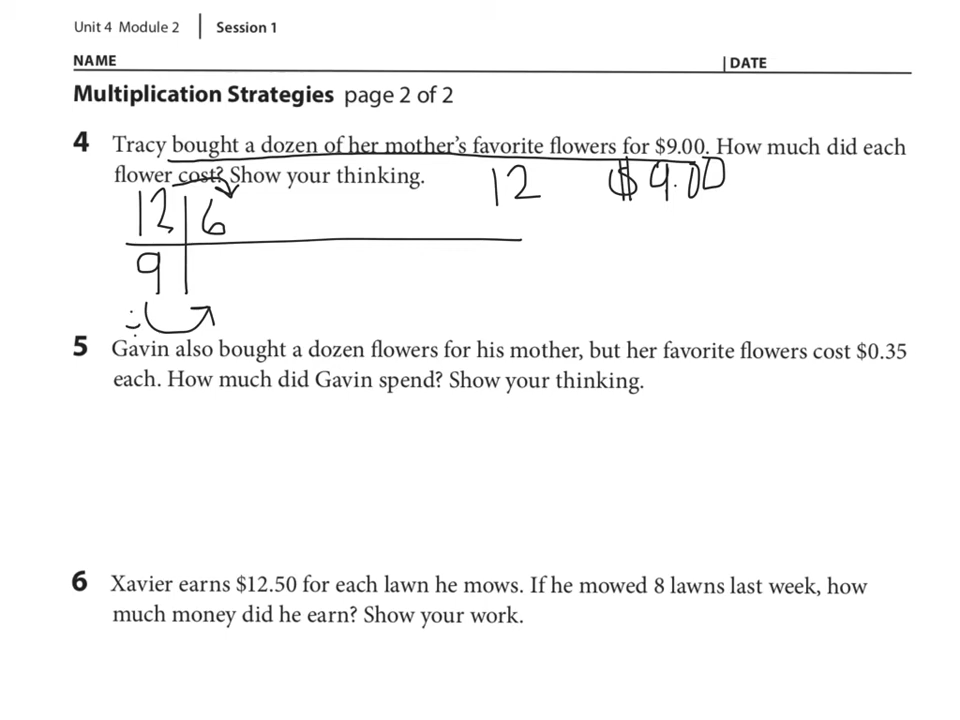 Unit 4 Module 2 | Session 1
NAME | DATE
Multiplication Strategies page 2 of 2
4 Tracy bought a dozen of her mother's favorite flowers for $9.00. How much did each
flower cost? Show your thinking.
12 $9.00
12 6
9
÷
5 Gavin also bought a dozen flowers for his mother, but her favorite flowers cost $0.35
each. How much did Gavin spend? Show your thinking.
6 Xavier earns $12.50 for each lawn he mows. If he mowed 8 lawns last week, how
much money did he earn? Show your work.